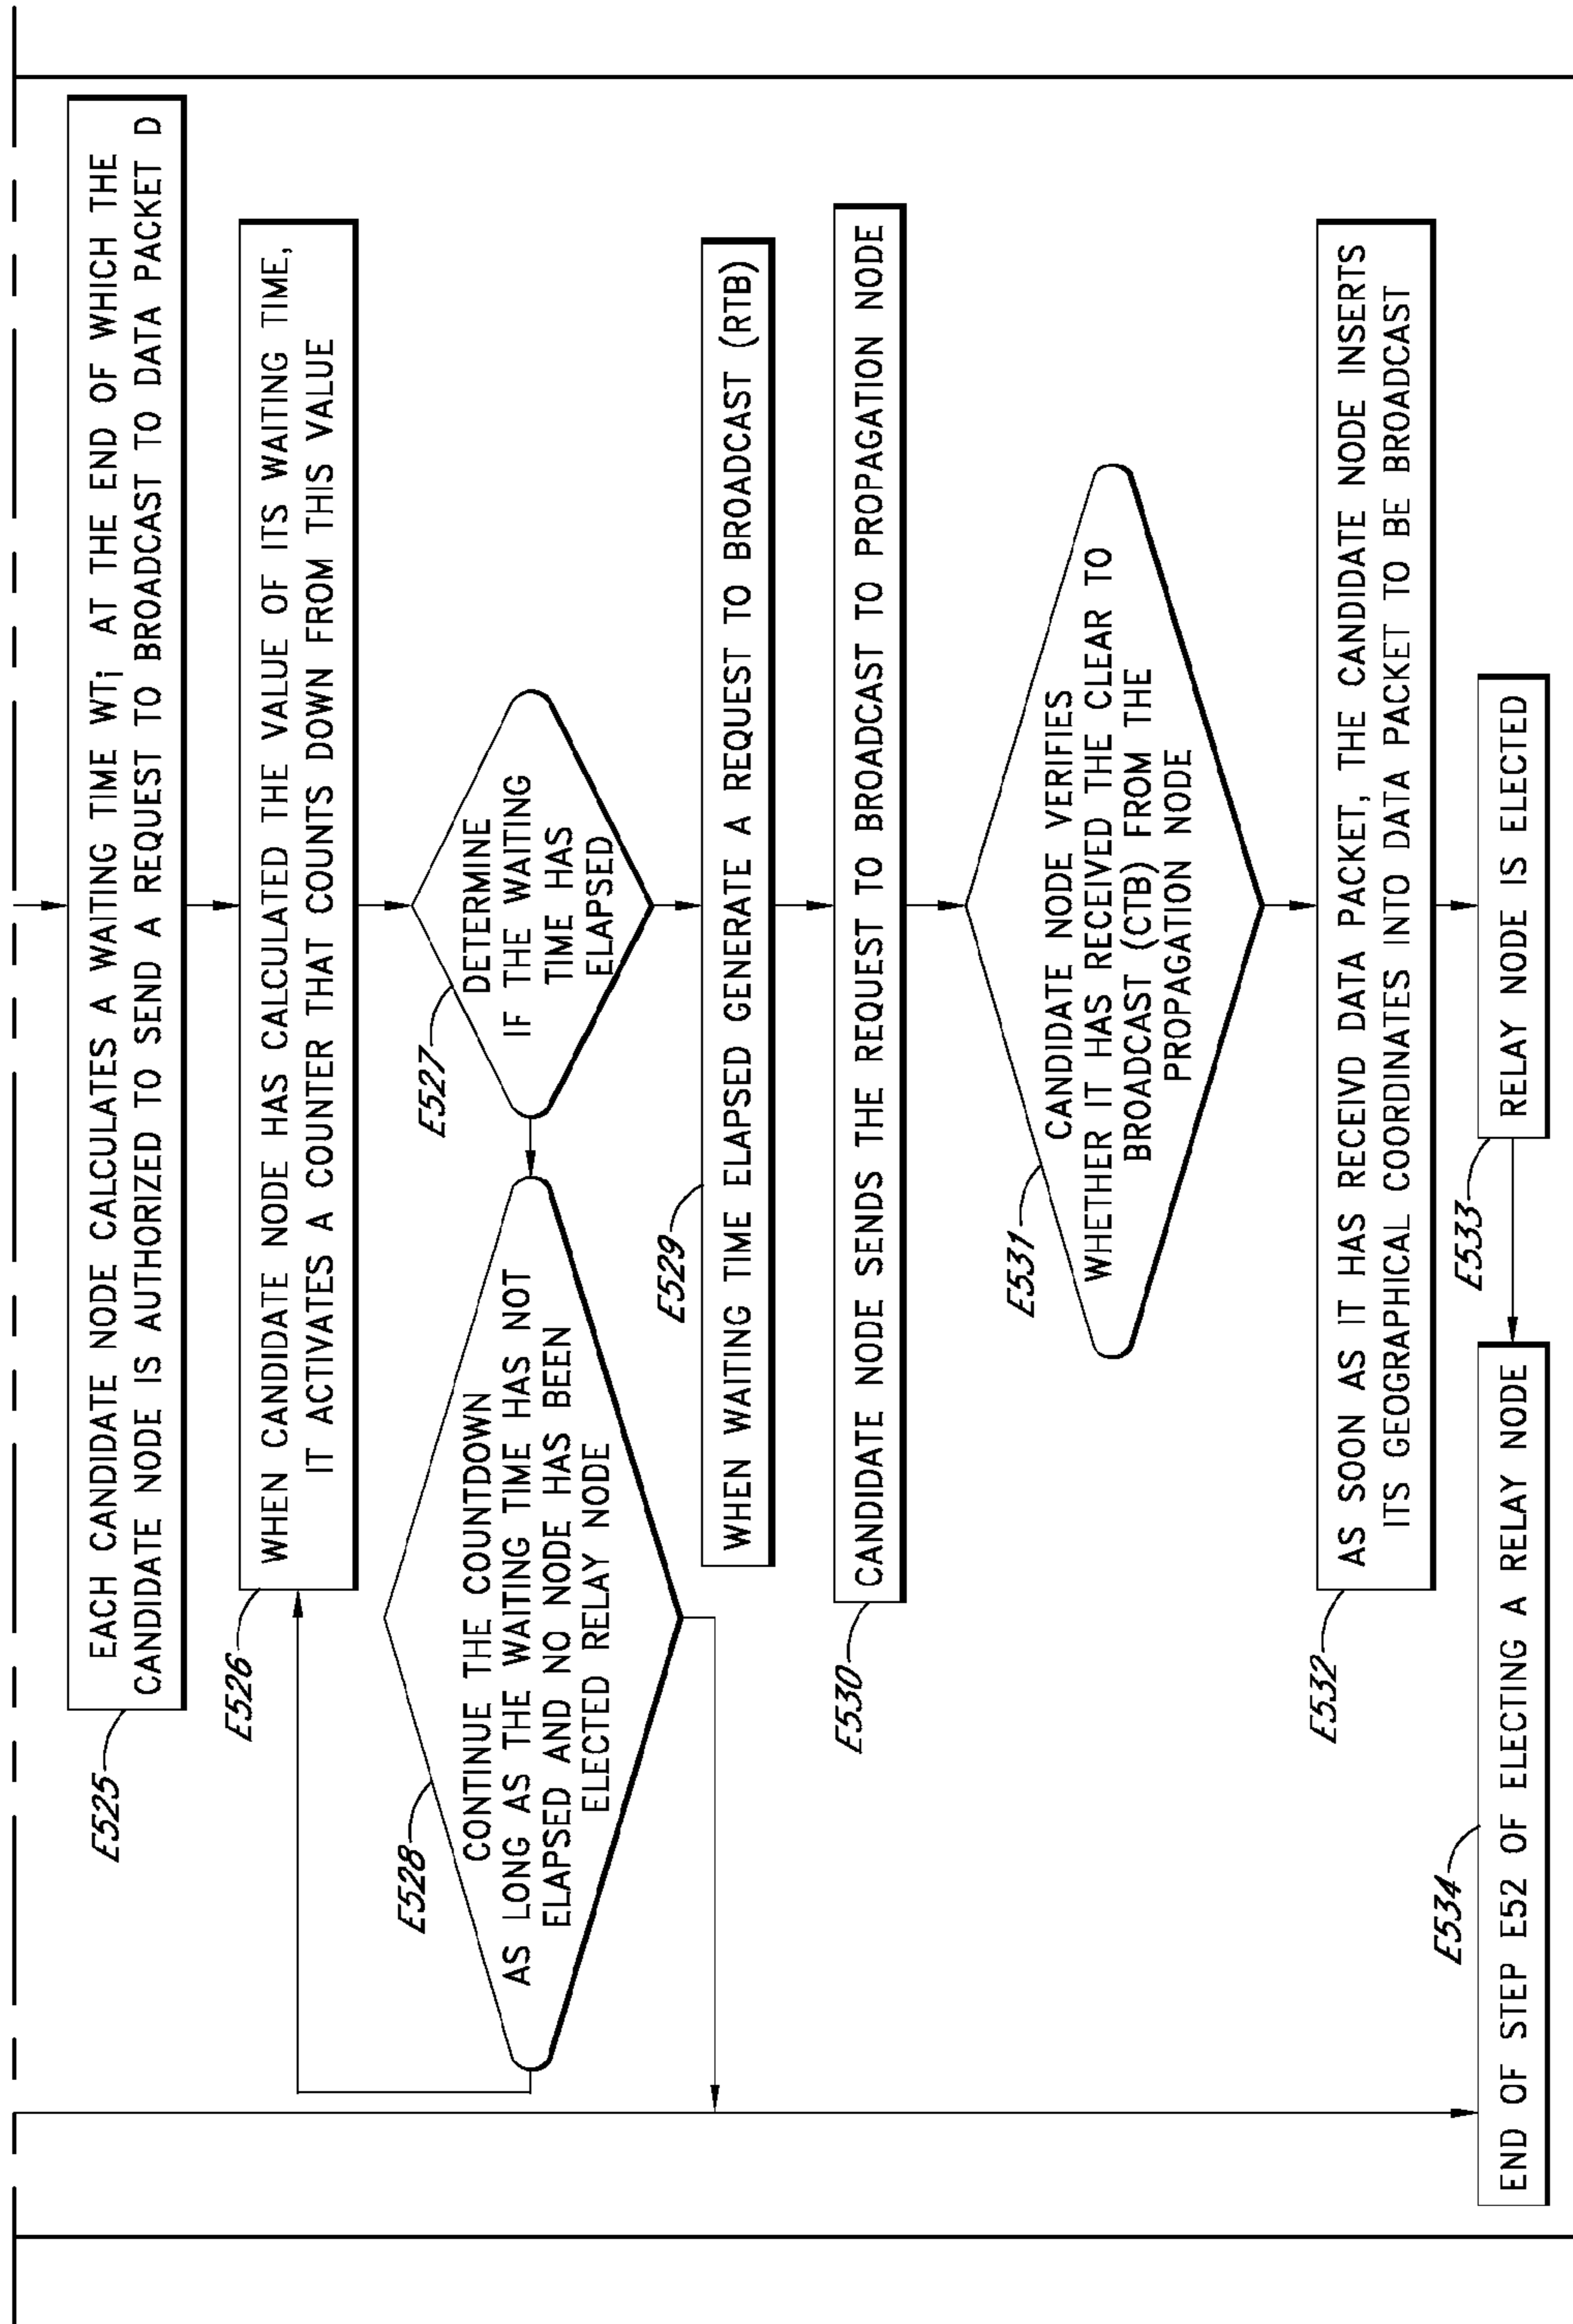 EACH CANDIDATE NODE CALCULATES A WAITING TIME WTi AT THE END OF WHICH THE
CANDIDATE NODE IS AUTHORIZED TO SEND A REQUEST TO BROADCAST TO DATA PACKET D
E525
WHEN CANDIDATE NODE HAS CALCULATED THE VALUE OF ITS WAITING TIME,
IT ACTIVATES A COUNTER THAT COUNTS DOWN FROM THIS VALUE
E526
DETERMINE
IF THE WAITING
TIME HAS
ELAPSED
E527
CONTINUE THE COUNTDOWN
AS LONG AS THE WAITING TIME HAS NOT
ELAPSED AND NO NODE HAS BEEN
ELECTED RELAY NODE
E528
WHEN WAITING TIME ELAPSED GENERATE A REQUEST TO BROADCAST (RTB)
E529
CANDIDATE NODE SENDS THE REQUEST TO BROADCAST TO PROPAGATION NODE
E530
CANDIDATE NODE VERIFIES
WHETHER IT HAS RECEIVED THE CLEAR TO
BROADCAST (CTB) FROM THE
PROPAGATION NODE
E531
AS SOON AS IT HAS RECEIVD DATA PACKET, THE CANDIDATE NODE INSERTS
ITS GEOGRAPHICAL COORDINATES INTO DATA PACKET TO BE BROADCAST
E532
RELAY NODE IS ELECTED
E533
END OF STEP E52 OF ELECTING A RELAY NODE
E534